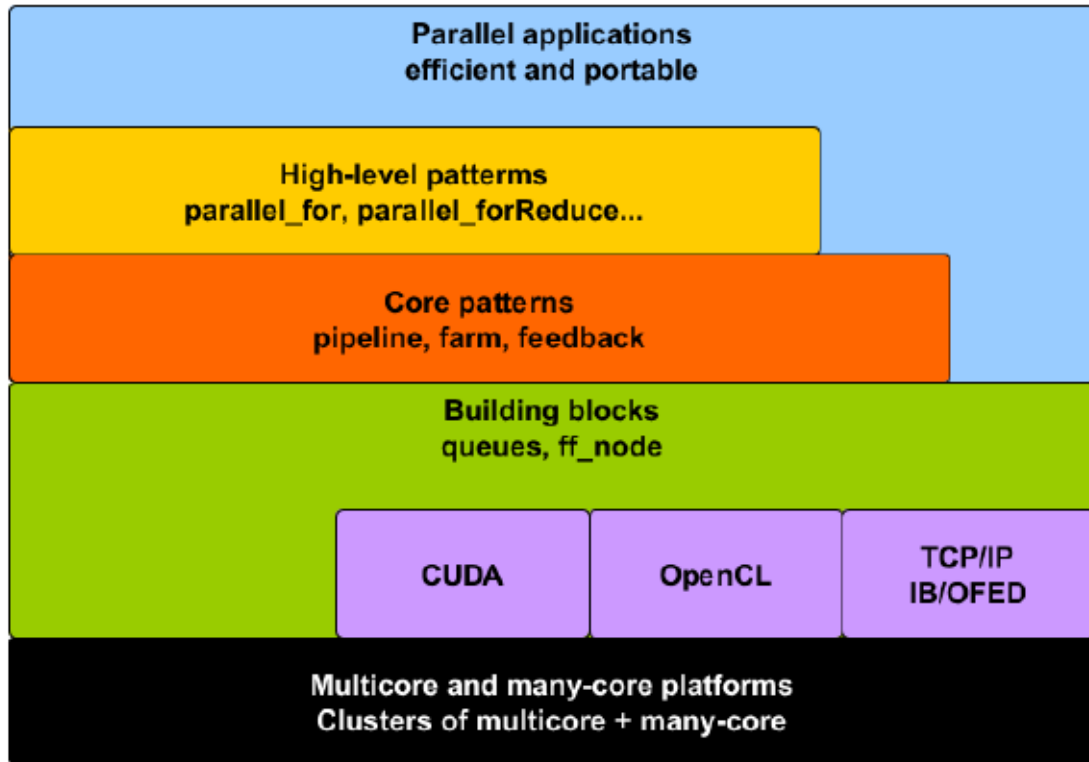 Parallel applications
efficient and portable
High-level patterms
parallel_for, parallel_forReduce...
Core patterns
pipeline, farm, feedback
Building blocks
queues, ff_node
CUDA
OpenCL
TCP/IP
IB/OFED
Multicore and many-core platforms
Clusters of multicore + many-core